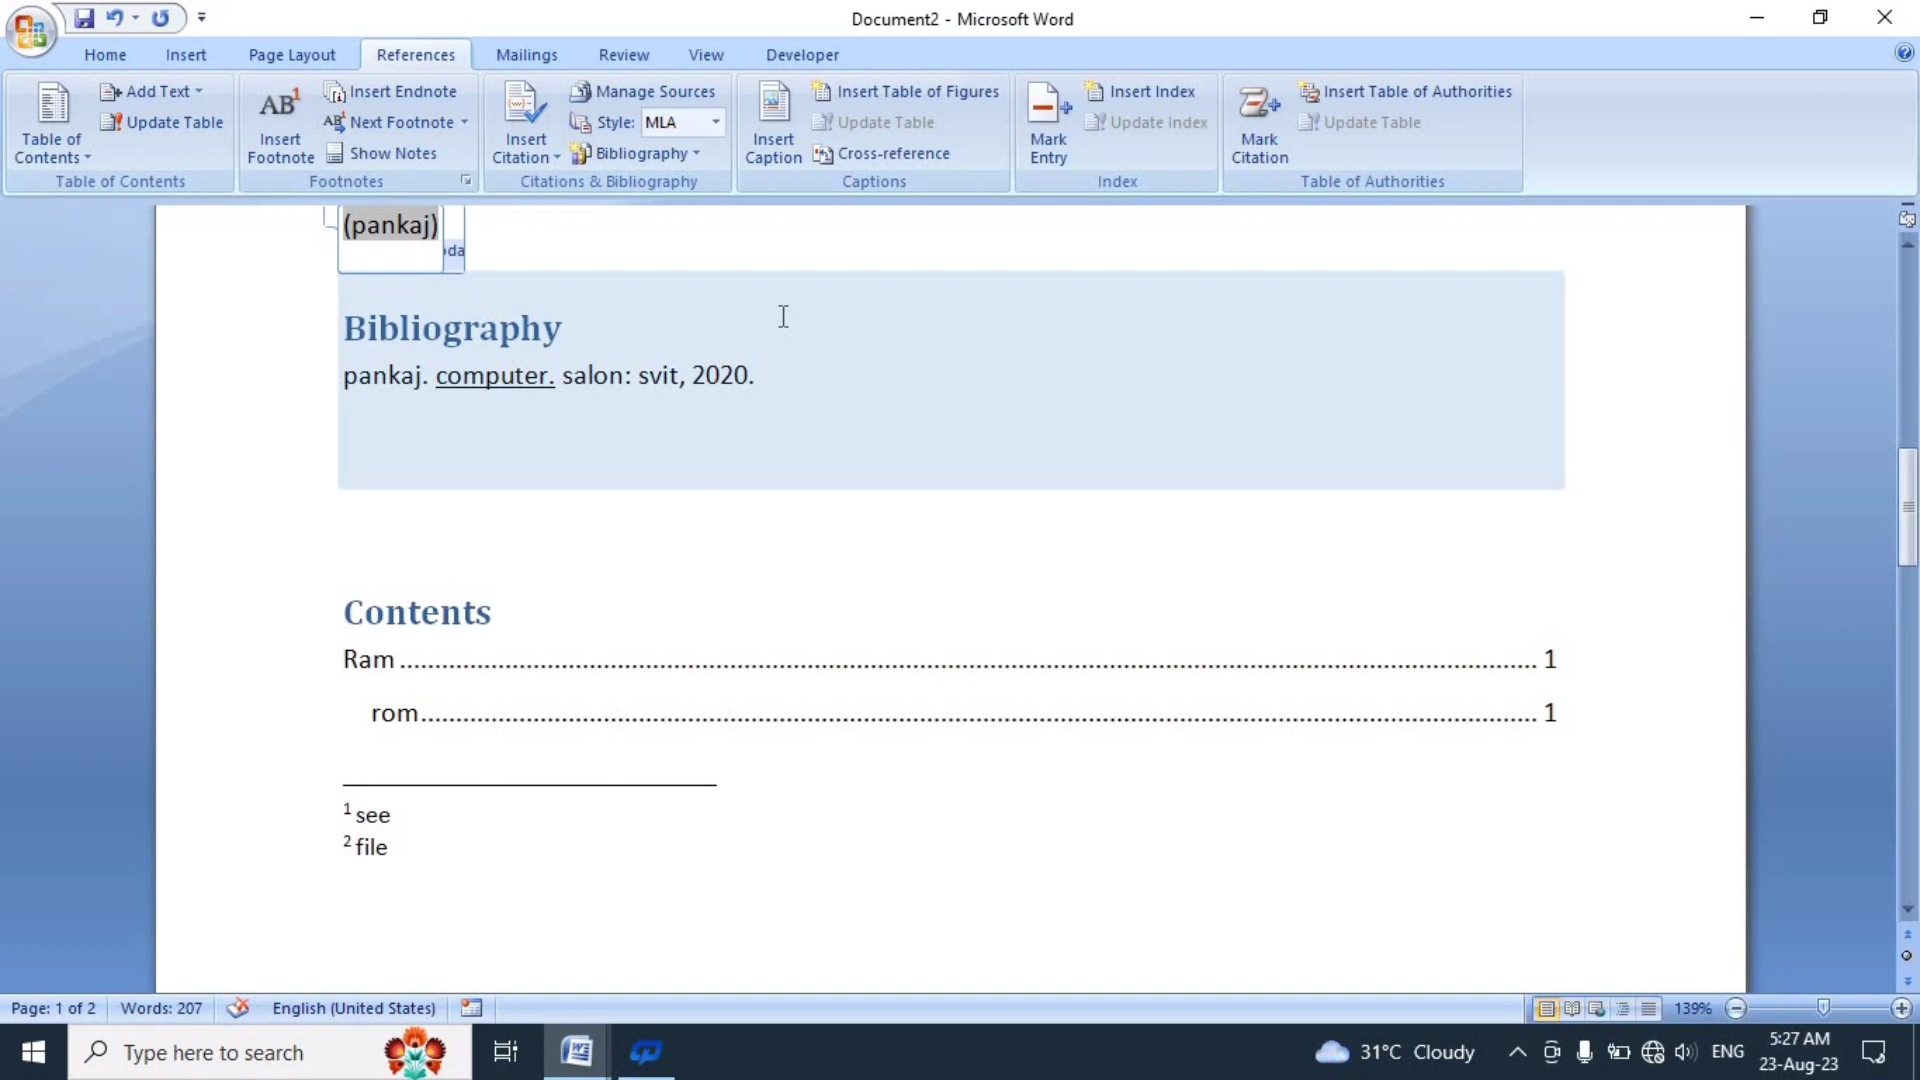 Document2 - Microsoft Word
Home Insert Page Layout References Mailings Review View Developer
Table of Contents
Add Text
Update Table
Table of Contents
AB1
Insert Footnote
Insert Endnote
AB1 Next Footnote
Show Notes
Footnotes
Insert Citation
Manage Sources
Style: MLA
Bibliography
Citations & Bibliography
Insert Caption
Insert Table of Figures
Update Table
Cross-reference
Captions
Mark Entry
Insert Index
Update Index
Index
Mark Citation
Insert Table of Authorities
Update Table
Table of Authorities
(pankaj)
Bibliography
pankaj. computer. salon: svit, 2020.
Contents
Ram ........................................ 1
rom ........................................ 1
1 see
2 file
Page: 1 of 2 Words: 207 English (United States) 139%
Type here to search 31°C Cloudy ENG 5:27 AM
23-Aug-23